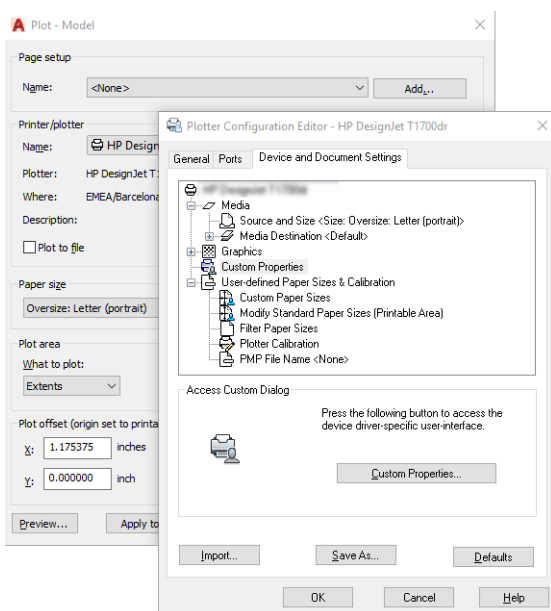 Plot - Model
Page setup
Name:
<None>
Add...
Printer/plotter
Name:
HP Design
Plotter:
HP DesignJet T1
Where:
EMEA/Barcelona
Description:
Plot to file
Paper size
Oversize: Letter (portrait)
Plot area
What to plot:
Extents
Plot offset (origin set to printa
X:
1.175375
inches
Y:
0.000000
inch
Preview...
Apply to
Plotter Configuration Editor - HP DesignJet T1700dr
General
Ports
Device and Document Settings
Media
Source and Size <Size: Oversize: Letter (portrait)>
Media Destination <Default>
Graphics
Custom Properties
User-defined Paper Sizes & Calibration
Custom Paper Sizes
Modify Standard Paper Sizes (Printable Area)
Filter Paper Sizes
Plotter Calibration
PMP File Name <None>
Access Custom Dialog
Press the following button to access the
device driver-specific user-interface.
Custom Properties...
Import...
Save As...
Defaults
OK
Cancel
Help